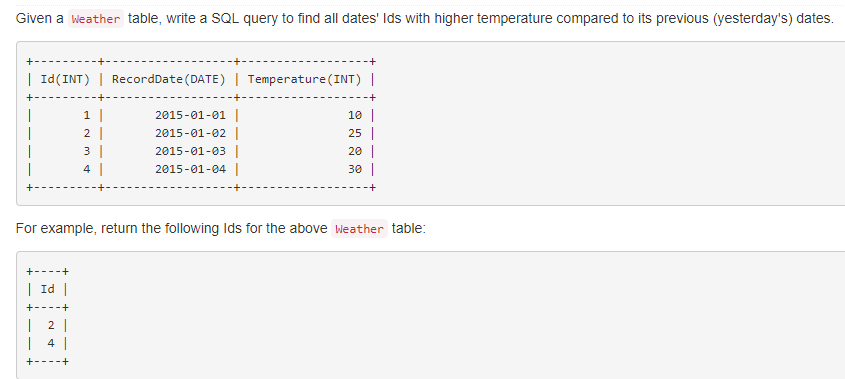 Given a Weather table, write a SQL query to find all dates' Ids with higher temperature compared to its previous (yesterday's) dates.
+---------+------------------+------------------+
| Id(INT) | RecordDate(DATE) | Temperature(INT) |
+---------+------------------+------------------+
|       1 |       2015-01-01 |               10 |
|       2 |       2015-01-02 |               25 |
|       3 |       2015-01-03 |               20 |
|       4 |       2015-01-04 |               30 |
+---------+------------------+------------------+
For example, return the following Ids for the above Weather table:
+----+
| Id |
+----+
|  2 |
|  4 |
+----+